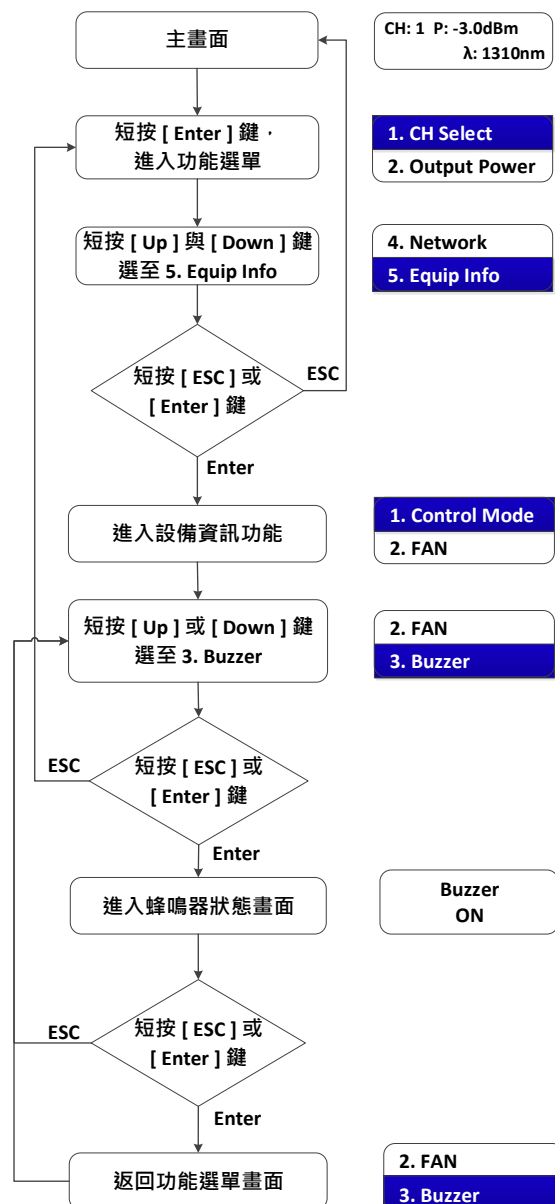 主畫面
CH: 1 P: -3.0dBm
λ: 1310nm
短按 [ Enter ] 鍵，
進入功能選單
1. CH Select
2. Output Power
短按 [ Up ] 與 [ Down ] 鍵
選至 5. Equip Info
4. Network
5. Equip Info
短按 [ ESC ] 或
[ Enter ] 鍵
ESC
Enter
進入設備資訊功能
1. Control Mode
2. FAN
短按 [ Up ] 或 [ Down ] 鍵
選至 3. Buzzer
2. FAN
3. Buzzer
ESC
短按 [ ESC ] 或
[ Enter ] 鍵
Enter
進入蜂鳴器狀態畫面
Buzzer
ON
ESC
短按 [ ESC ] 或
[ Enter ] 鍵
Enter
返回功能選單畫面
2. FAN
3. Buzzer